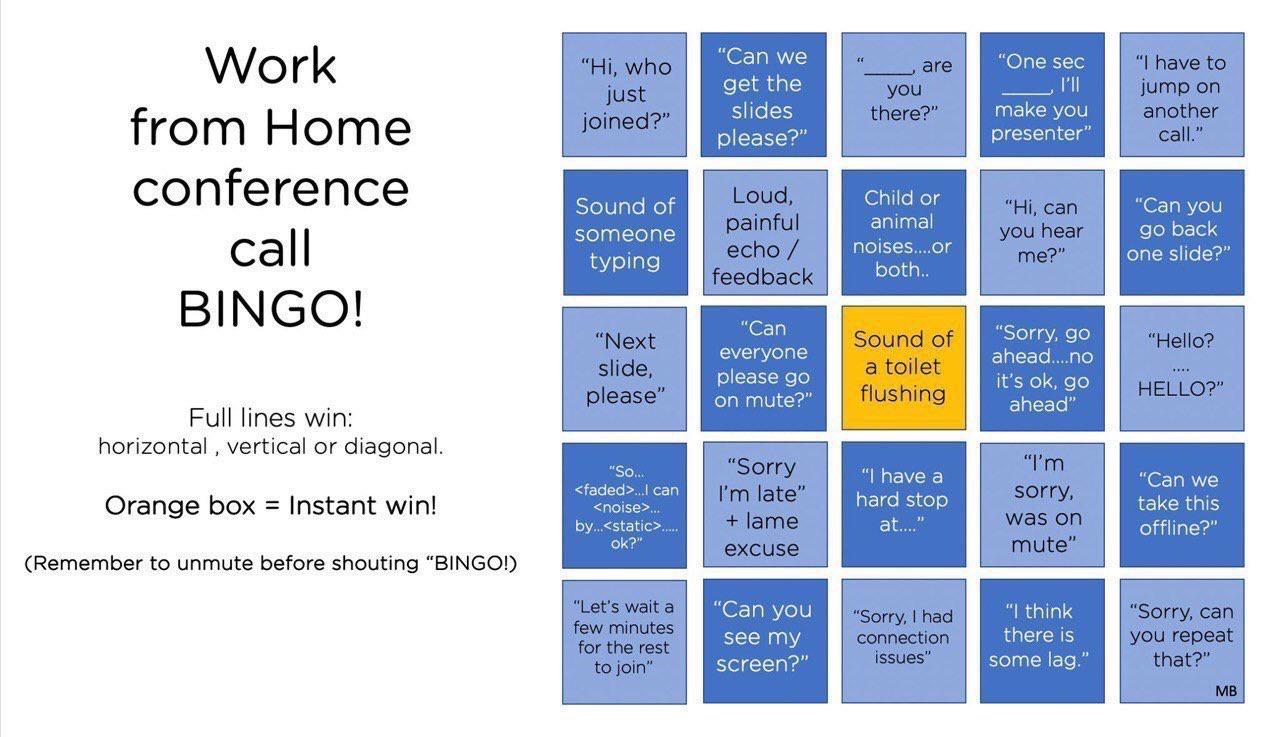 Work
from Home
conference
call
BINGO!
Full lines win:
horizontal , vertical or diagonal.
Orange box = Instant win!
(Remember to unmute before shouting “BINGO!)
“Hi, who
just
joined?”
“Can we
get the
slides
please?”
“____, are
you
there?”
“One sec
____, I’ll
make you
presenter”
“I have to
jump on
another
call.”
Sound of
someone
typing
Loud,
painful
echo /
feedback
Child or
animal
noises....or
both..
“Hi, can
you hear
me?”
“Can you
go back
one slide?”
“Next
slide,
please”
“Can
everyone
please go
on mute?”
Sound of
a toilet
flushing
“Sorry, go
ahead....no
it’s ok, go
ahead”
“Hello?
....
HELLO?”
“So...
<faded>...I can
<noise>...
by...<static>.....
ok?”
“Sorry
I’m late”
+ lame
excuse
“I have a
hard stop
at....”
“I’m
sorry,
was on
mute”
“Can we
take this
offline?”
“Let’s wait a
few minutes
for the rest
to join”
“Can you
see my
screen?”
“Sorry, I had
connection
issues”
“I think
there is
some lag.”
“Sorry, can
you repeat
that?”
MB